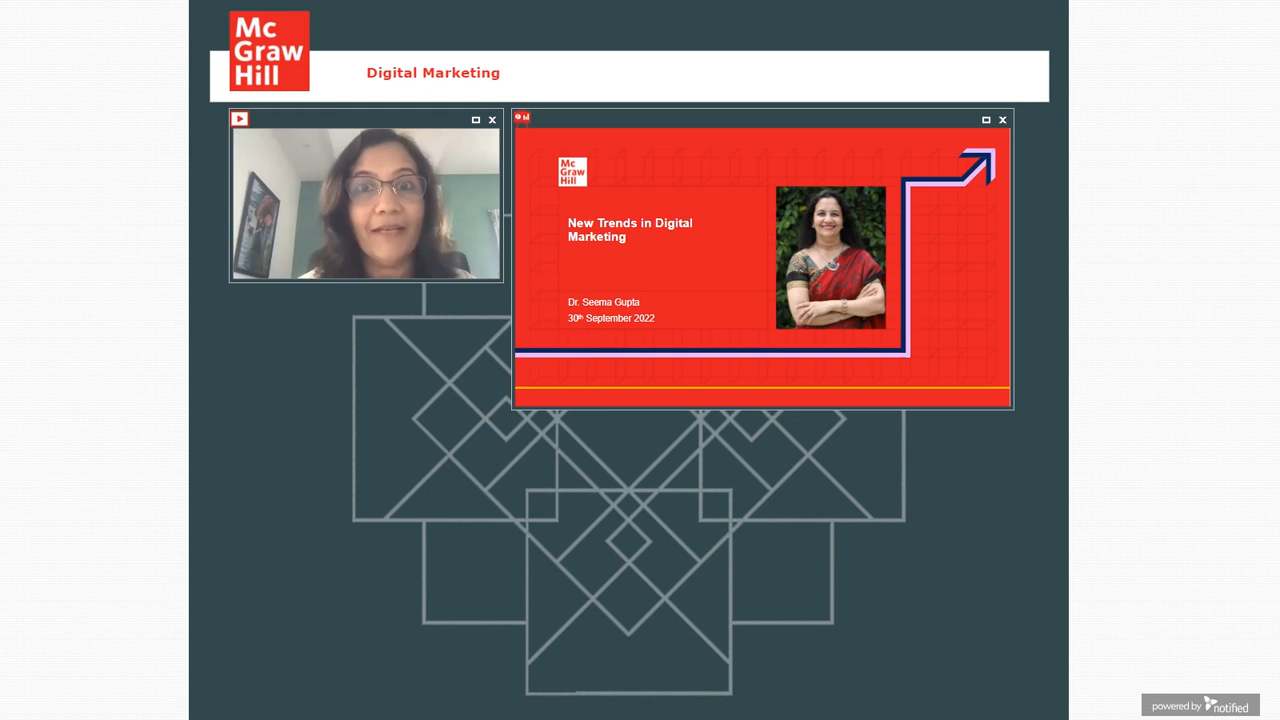 Mc
Graw
Hill
Digital Marketing
Mc
Graw
Hill
New Trends in Digital
Marketing
Dr. Seema Gupta
30th September 2022
powered by notified